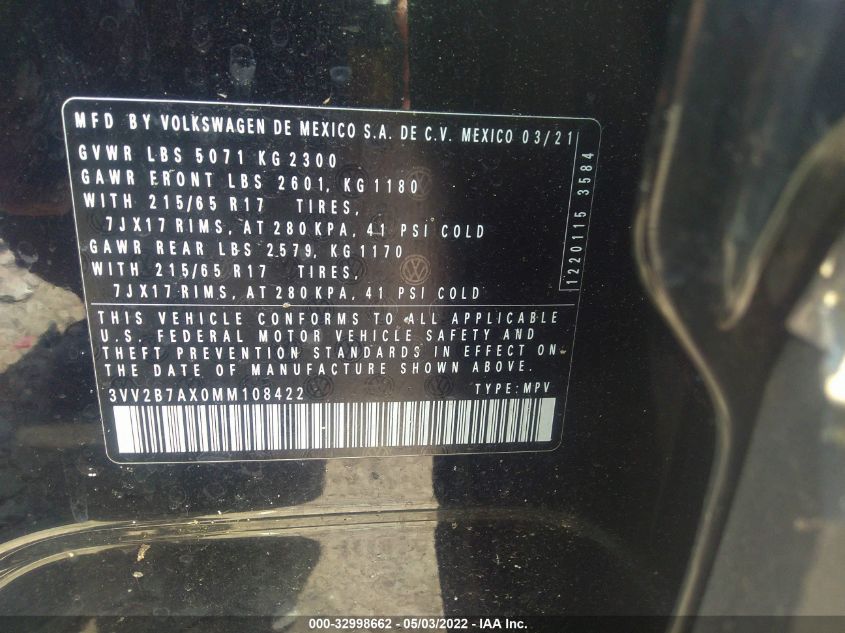 MFD BY VOLKSWAGEN DE MEXICO S.A. DE C.V. MEXICO 03/21
GVWR LBS 5071 KG 2300
GAWR FRONT LBS 2601, KG 1180
WITH 215/65 R17 TIRES,
7JX17 RIMS, AT 280 KPA, 41 PSI COLD
GAWR REAR LBS 2579, KG 1170
WITH 215/65 R17 TIRES,
7JX17 RIMS, AT 280 KPA, 41 PSI COLD
1220115 3584
THIS VEHICLE CONFORMS TO ALL APPLICABLE
U.S. FEDERAL MOTOR VEHICLE SAFETY AND
THEFT PREVENTION STANDARDS IN EFFECT ON
THE DATE OF MANUFACTURE SHOWN ABOVE.
3VV2B7AX0MM108422 TYPE: MPV
000-32998662 - 05/03/2022 - IAA Inc.